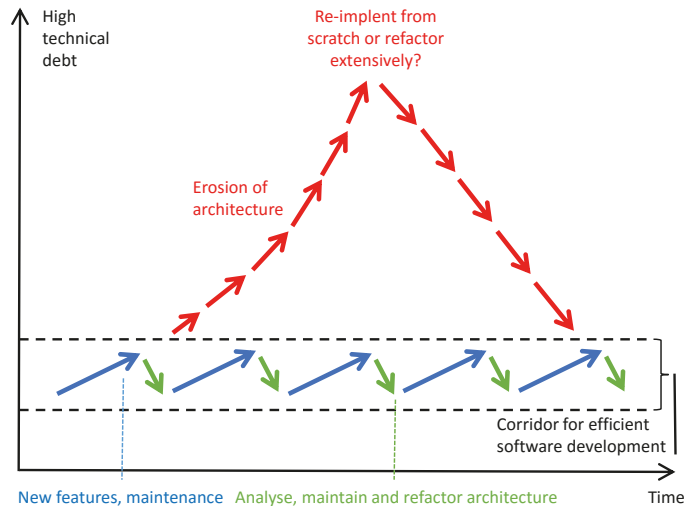 High
technical
debt
Re-implent from
scratch or refactor
extensively?
Erosion of
architecture
Corridor for efficient
software development
New features, maintenance
Analyse, maintain and refactor architecture
Time